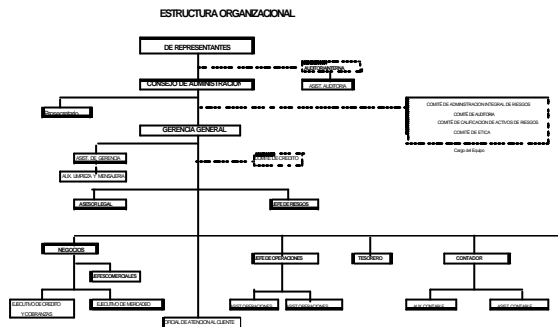 ESTRUCTURA ORGANIZACIONAL
DE REPRESENTANTES
AUDITORIA INTERNA
CONSEJO DE ADMINISTRACION
ASIST. AUDITORIA
COMITÉ DE ADMINISTRACION INTEGRAL DE RIESGOS
COMITÉ DE AUDITORIA
COMITÉ DE CALIFICACION DE ACTIVOS DE RIESGOS
COMITÉ DE ETICA
Cargo del Equipo
GERENCIA GENERAL
ASIST. DE GERENCIA
COMITE DE CREDITO
AUX. LIMPIEZA Y MENSAJERIA
ASESOR LEGAL
JEFE DE RIESGOS
NEGOCIOS
JEFE DE OPERACIONES
TESORERO
CONTADOR
JEFES COMERCIALES
EJECUTIVO DE CREDITO
Y COBRANZAS
EJECUTIVO DE MERCADEO
ASIST OPERACIONES
ASIST OPERACIONES
AUX. CONTABLE
ASIST. CONTABLE
OFICIAL DE ATENCION AL CLIENTE